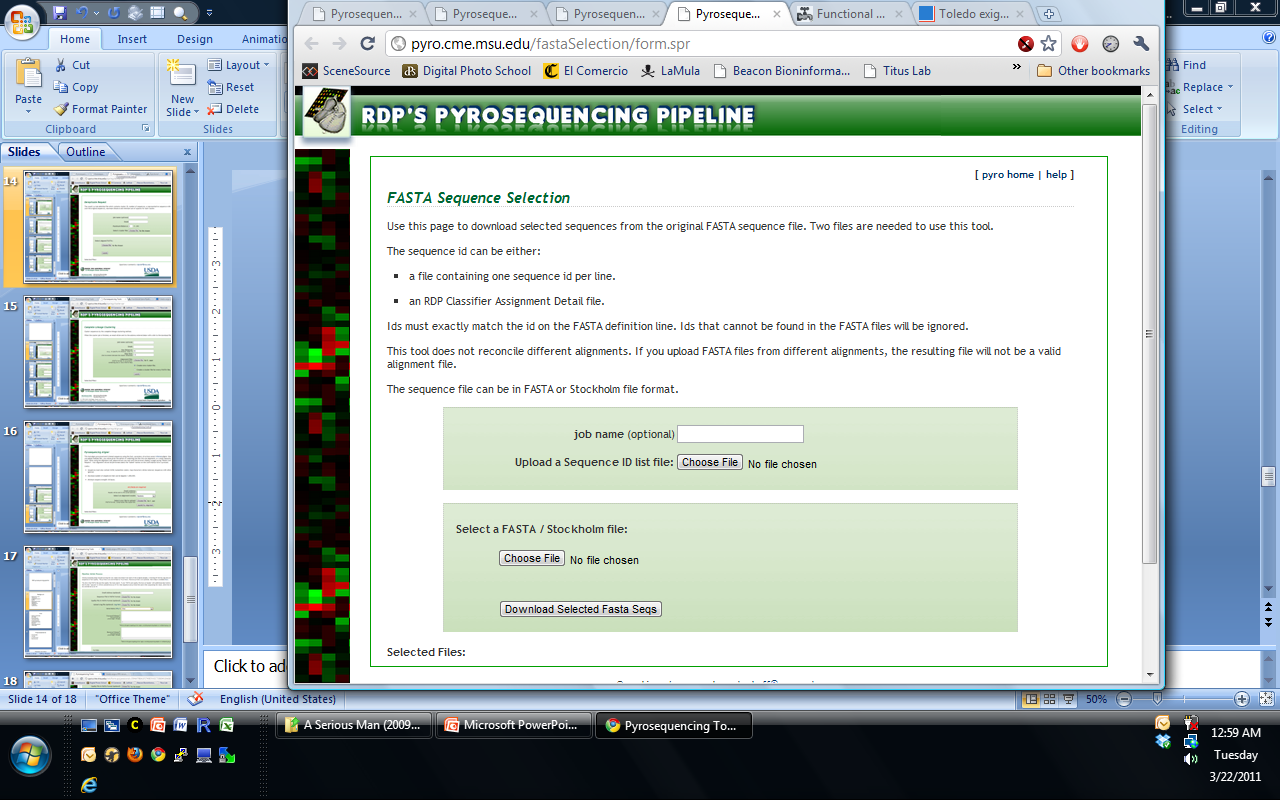 Pyrosequen...
Pyroseque...
Pyrosequen...
Pyroseque...
Functional ...
Toledo exig...
pyro.cme.msu.edu/fastaSelection/form.spr
SceneSource
Digital Photo School
El Comercio
LaMula
Beacon Bioninforma...
Titus Lab
»
Other bookmarks
Home
Insert
Design
Animatio
Paste
Cut
Copy
Format Painter
Clipboard
New
Slide
Layout
Reset
Delete
Slides
Find
Replace
Select
Editing
Slides
Outline
14
15
16
17
18
RDP'S PYROSEQUENCING PIPELINE
[ pyro home | help ]
FASTA Sequence Selection
Use this page to download selected sequences from the original FASTA sequence file. Two files are needed to use this tool.
The sequence id can be either:
a file containing one sequence id per line.
an RDP Classifier Assignment Detail file.
Ids must exactly match the id on the FASTA definition line. Ids that cannot be found in the FASTA files will be ignored.
This tool does not reconcile different alignments. If you upload FASTA files from different alignments, the resulting file will not be a valid
alignment file.
The sequence file can be in FASTA or Stockholm file format.
job name (optional)
Upload a Sequence ID list file: Choose File No file chosen
Select a FASTA / Stockholm file:
Choose File No file chosen
Download Selected Fasta Seqs
Selected Files:
Click to ad
Slide 14 of 18
"Office Theme"
English (United States)
50%
A Serious Man (2009...
Microsoft PowerPoi...
Pyrosequencing To...
12:59 AM
Tuesday
3/22/2011